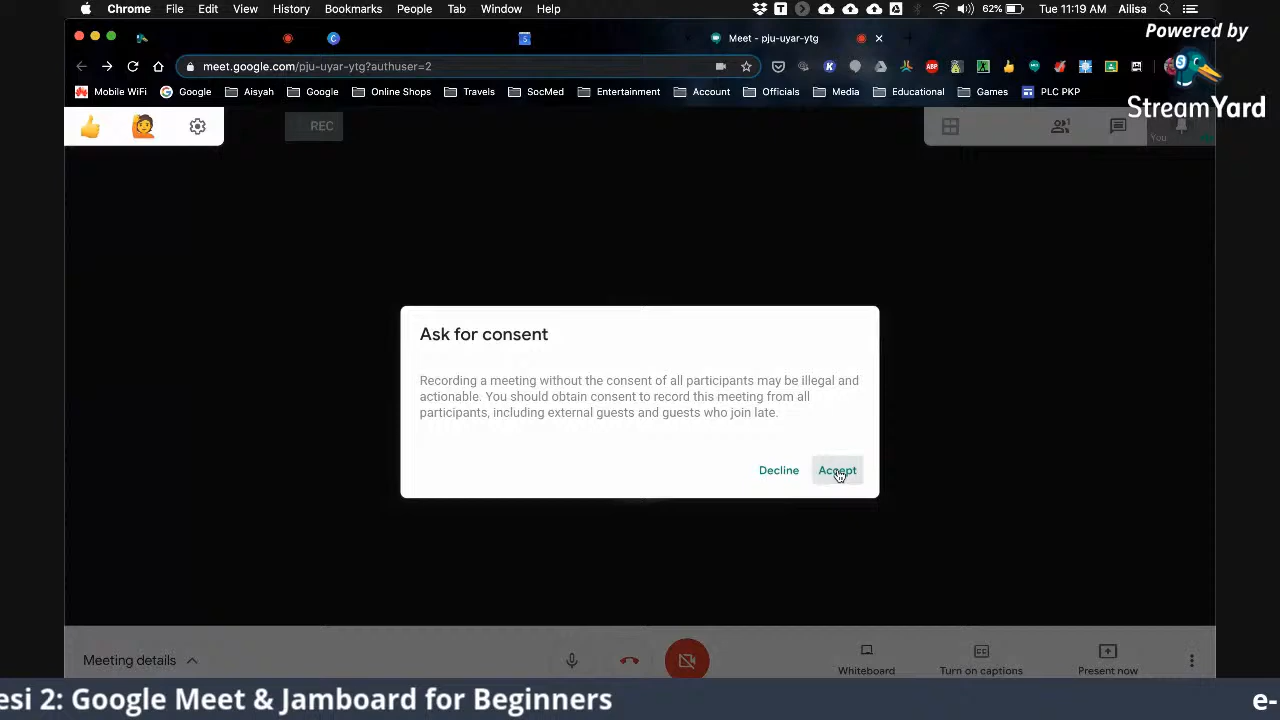 Chrome File Edit View History Bookmarks People Tab Window Help 62% Tue 11:19 AM Ailisa
Powered by
StreamYard
Meet - pju-uyar-ytg
meet.google.com/pju-uyar-ytg?authuser=2
Mobile WiFi Google Aisyah Google Online Shops Travels SocMed Entertainment Account Officials Media Educational Games PLC PKP
REC
1
You
Ask for consent
Recording a meeting without the consent of all participants may be illegal and
actionable. You should obtain consent to record this meeting from all
participants, including external guests and guests who join late.
Decline Accept
Meeting details
Whiteboard Turn on captions Present now
esi 2: Google Meet & Jamboard for Beginners e-